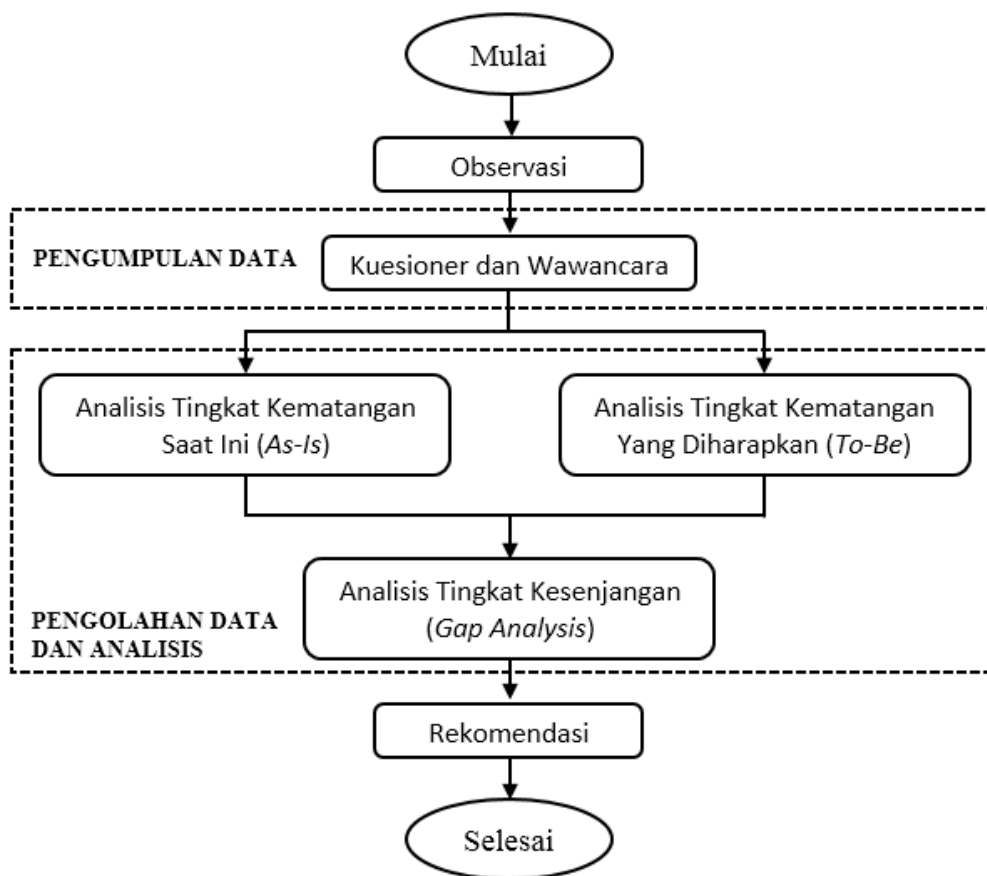 Mulai
Observasi
PENGUMPULAN DATA
Kuesioner dan Wawancara
Analisis Tingkat Kematangan
Saat Ini (As-Is)
Analisis Tingkat Kematangan
Yang Diharapkan (To-Be)
Analisis Tingkat Kesenjangan
(Gap Analysis)
PENGOLAHAN DATA
DAN ANALISIS
Rekomendasi
Selesai